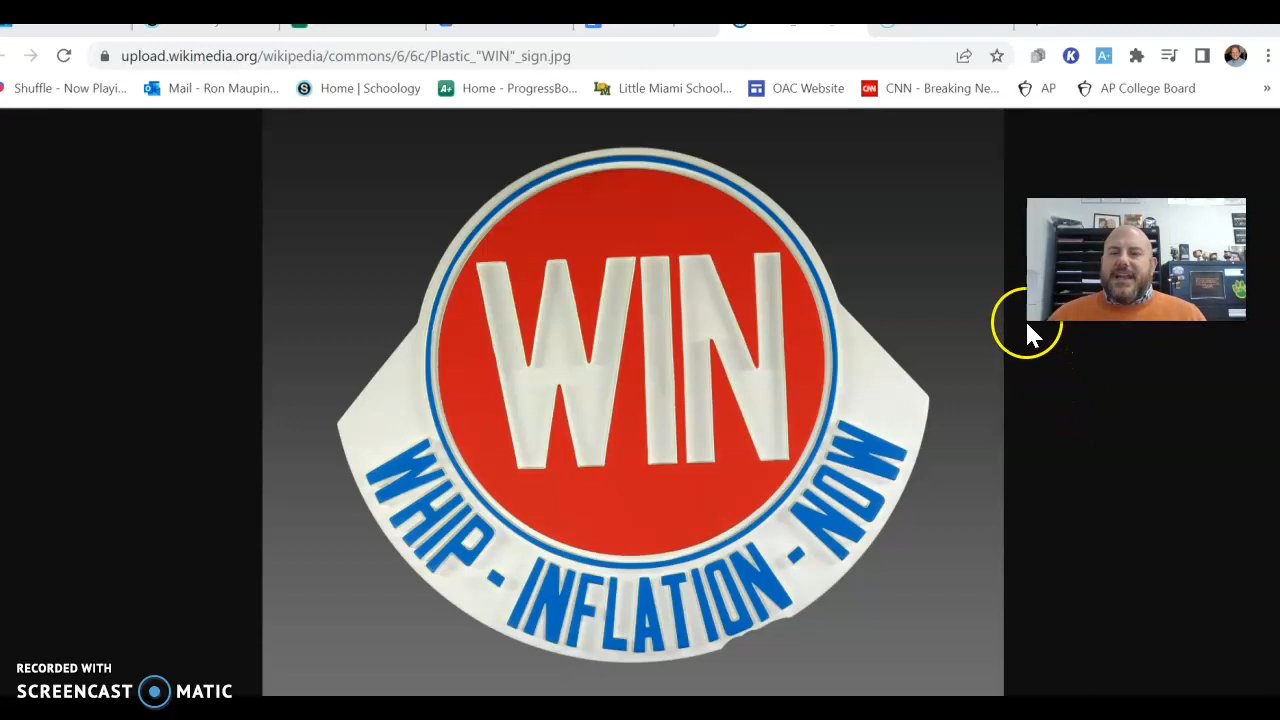 upload.wikimedia.org/wikipedia/commons/6/6c/Plastic_"WIN"_sign.jpg
Shuffle - Now Playi... Mail - Ron Maupin... Home | Schoology Home - ProgressBo... Little Miami School... OAC Website CNN - Breaking Ne... AP AP College Board »
WIN
WHIP - INFLATION - NOW
RECORDED WITH
SCREENCAST MATIC